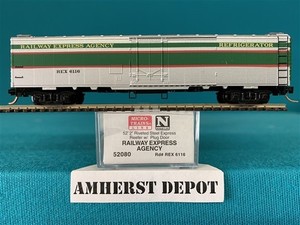 RAILWAY EXPRESS AGENCY
REFRIGERATOR
REX 6116
MICRO
TRAINS
LINE
N
52'2" Riveted Steel Express
Reefer w/ Plug Door
RAILWAY EXPRESS
AGENCY
52080
Rd# REX 6116
AMHERST DEPOT